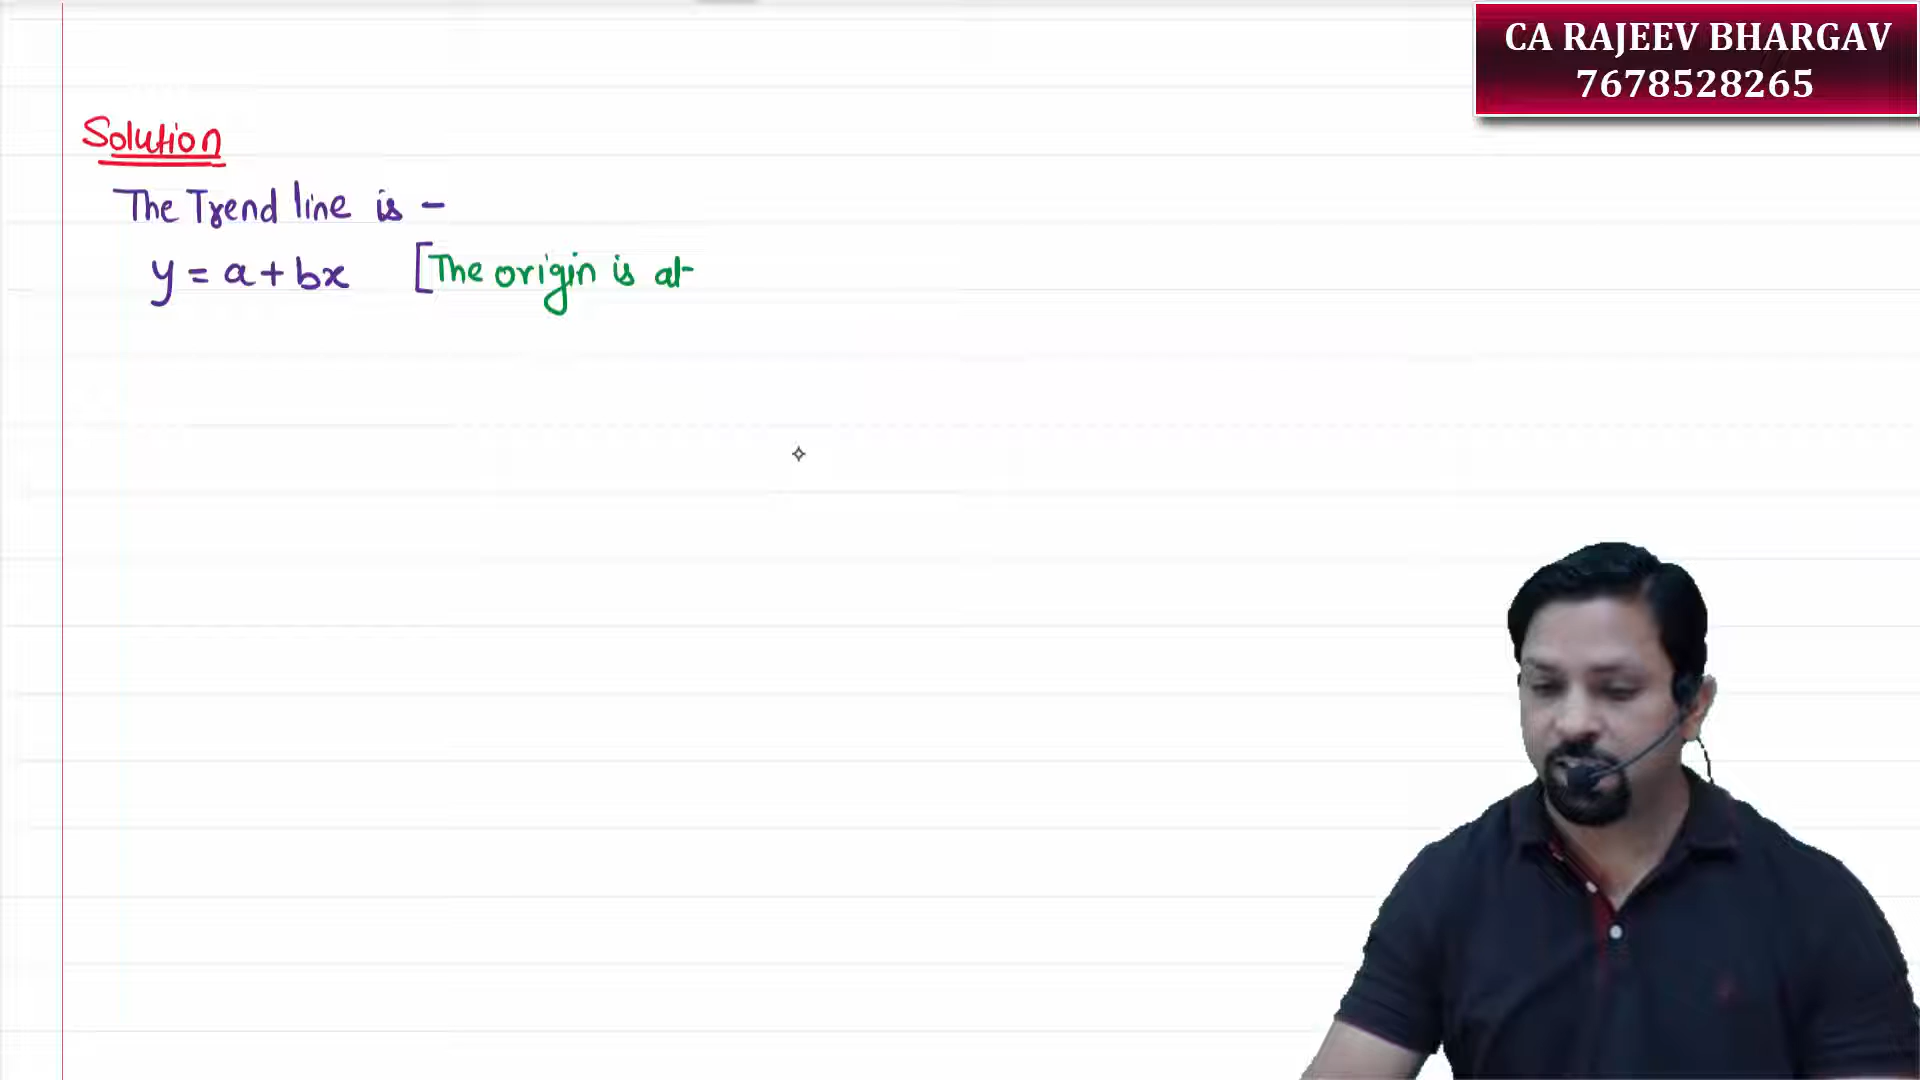 CA RAJEEV BHARGAV
7678528265
Solution
The Trend line is -
y = a + bx [The origin is at